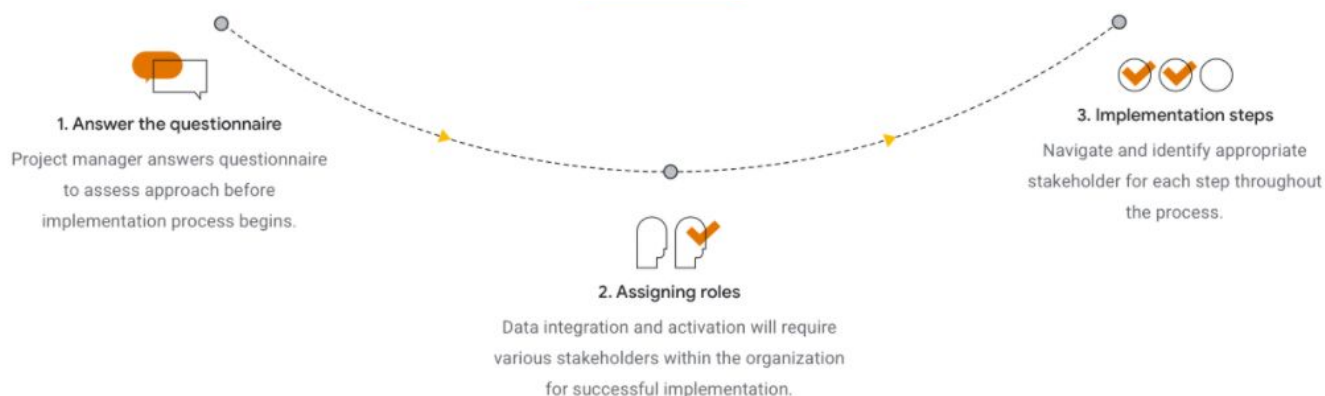 1. Answer the questionnaire
Project manager answers questionnaire
to assess approach before
implementation process begins.
2. Assigning roles
Data integration and activation will require
various stakeholders within the organization
for successful implementation.
3. Implementation steps
Navigate and identify appropriate
stakeholder for each step throughout
the process.